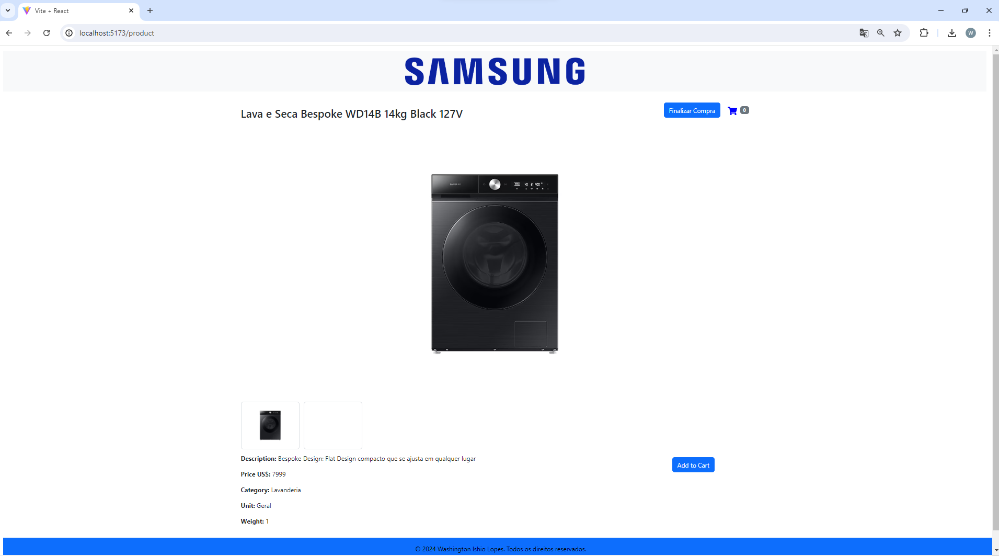 Vite + React
localhost:5173/product
W
SAMSUNG
Lava e Seca Bespoke WD14B 14kg Black 127V
Finalizar Compra
0
SAMSUNG
Description: Bespoke Design: Flat Design compacto que se ajusta em qualquer lugar
Add to Cart
Price US$: 7999
Category: Lavanderia
Unit: Geral
Weight: 1
© 2024 Washington Ishio Lopes. Todos os direitos reservados.